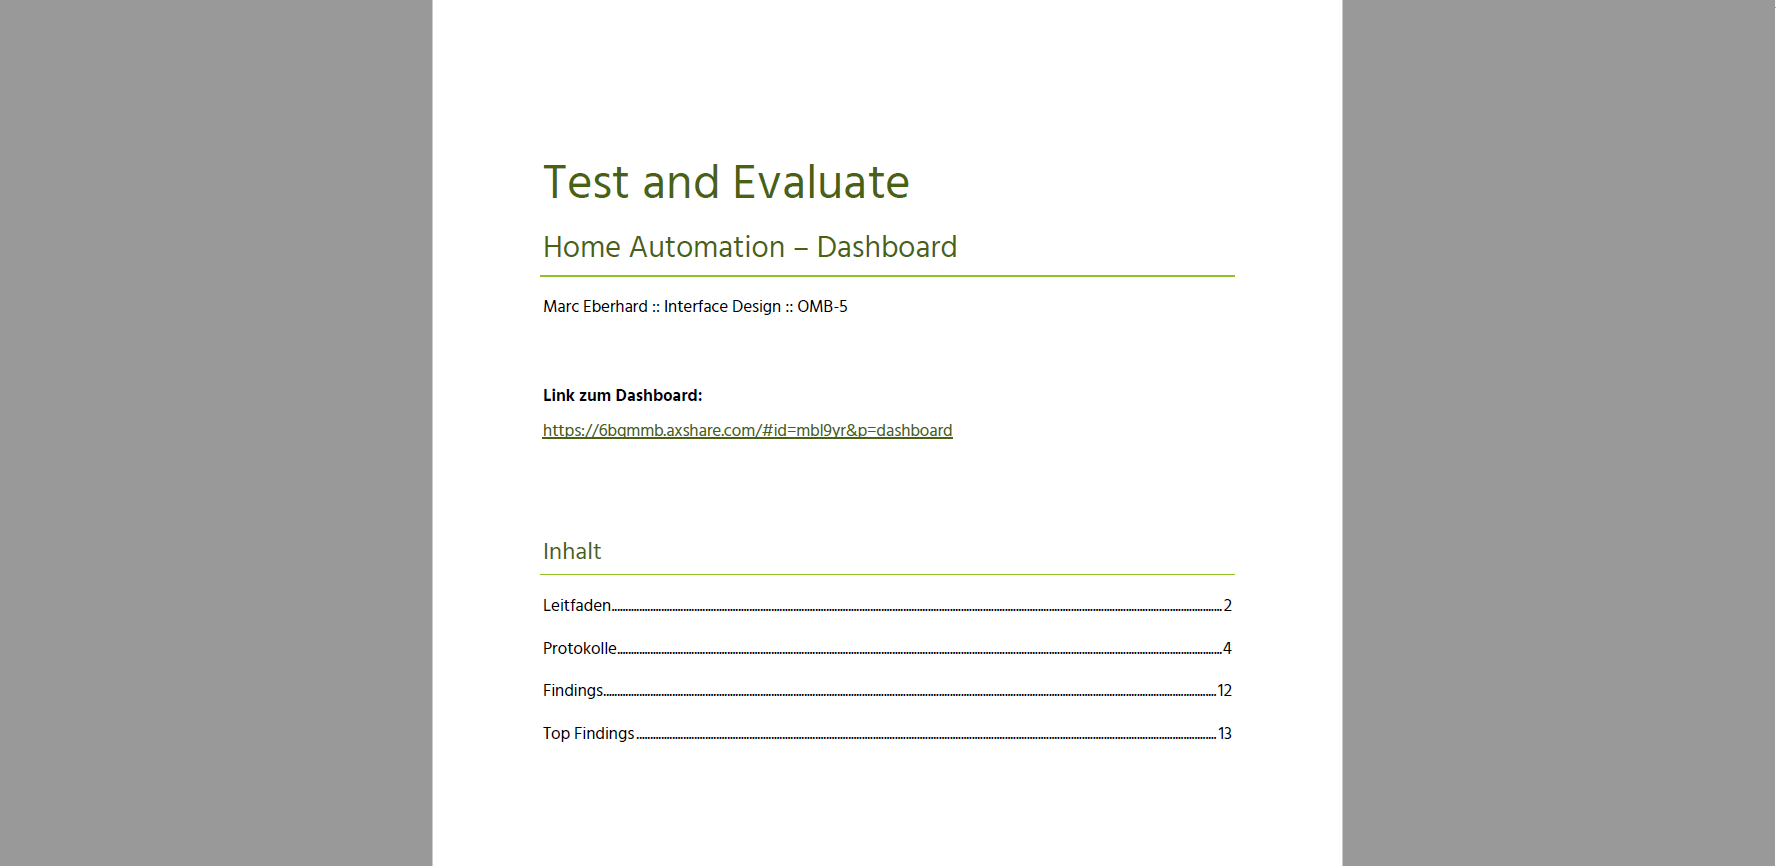 Test and Evaluate
Home Automation – Dashboard
Marc Eberhard :: Interface Design :: OMB-5
Link zum Dashboard:
https://6bqmmb.axshare.com/#id=mbl9yr&p=dashboard
Inhalt
Leitfaden 2
Protokolle 4
Findings 12
Top Findings 13